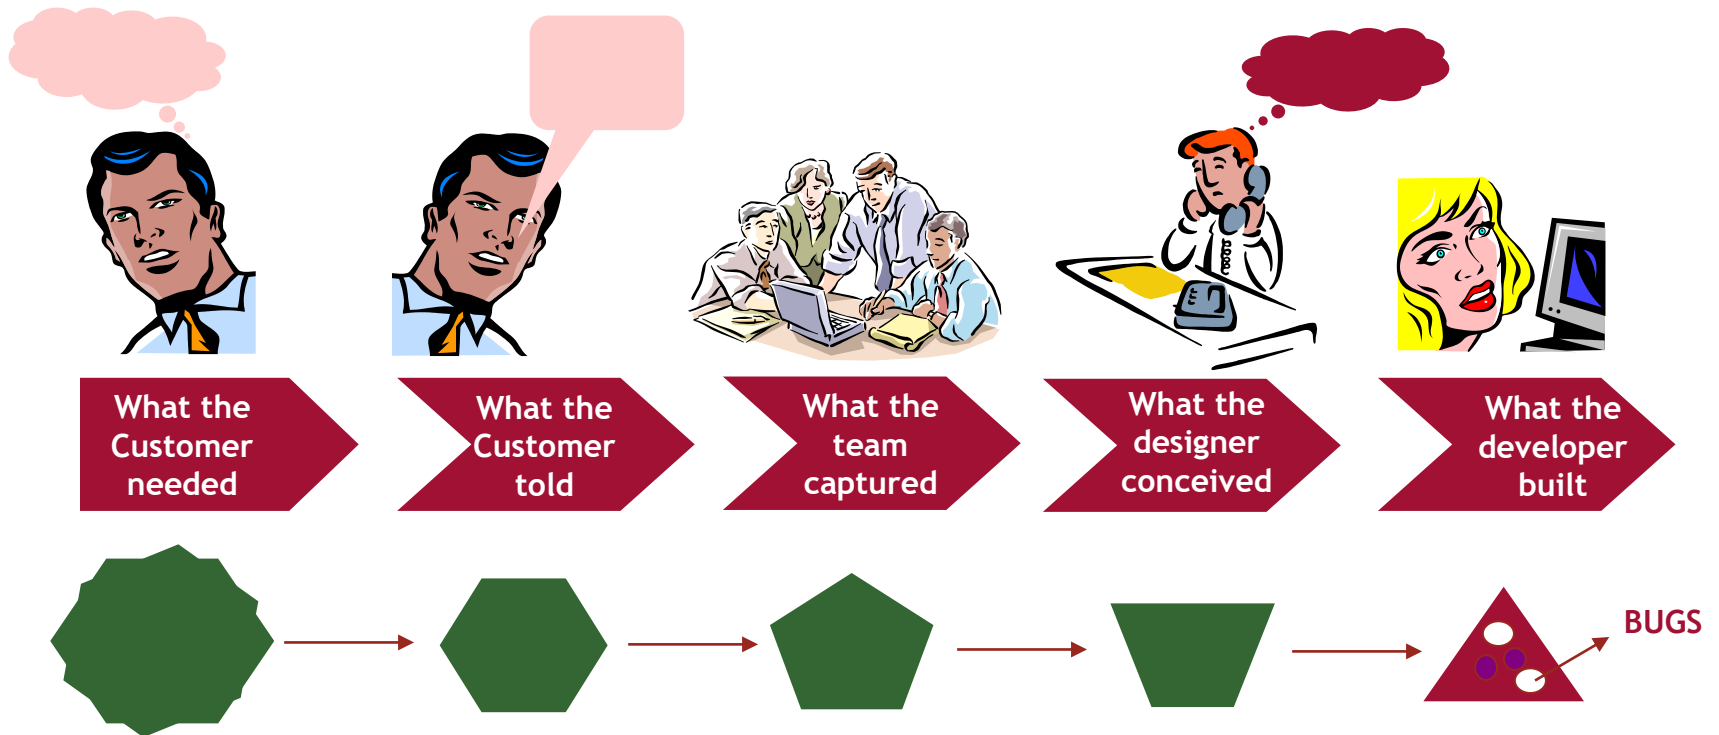 What the
Customer
needed
What the
Customer
told
What the
team
captured
What the
designer
conceived
What the
developer
built
BUGS